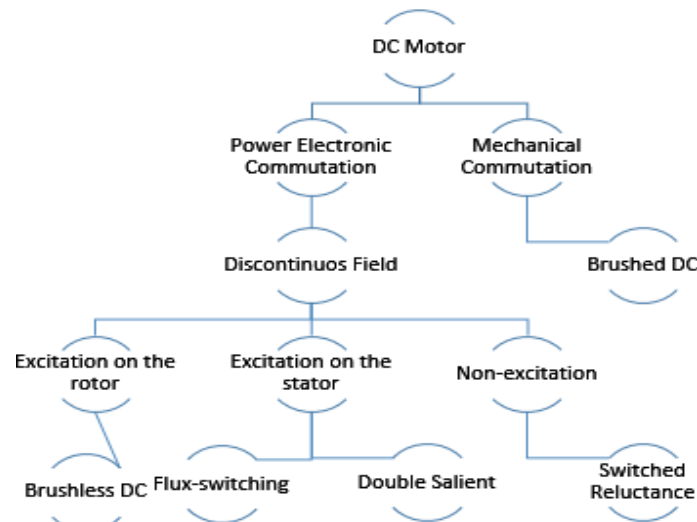 DC Motor
Power Electronic
Commutation
Mechanical
Commutation
Discontinuos Field
Brushed DC
Excitation on the
rotor
Excitation on the
stator
Non-excitation
Brushless DC
Flux-switching
Double Salient
Switched
Reluctance